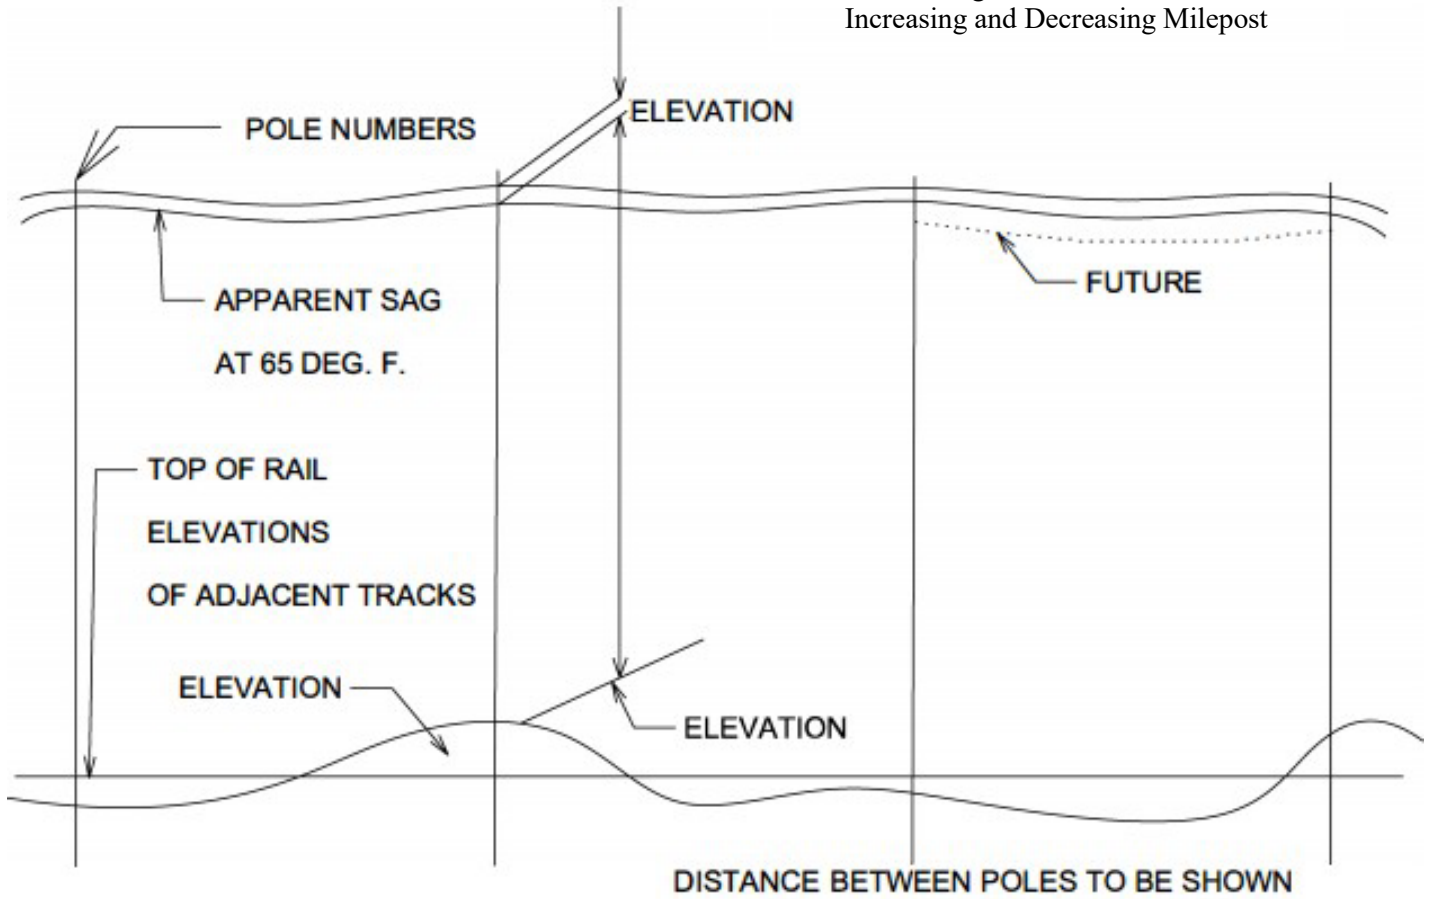 Increasing and Decreasing Milepost
ELEVATION
POLE NUMBERS
FUTURE
APPARENT SAG
AT 65 DEG. F.
TOP OF RAIL
ELEVATIONS
OF ADJACENT TRACKS
ELEVATION
ELEVATION
DISTANCE BETWEEN POLES TO BE SHOWN